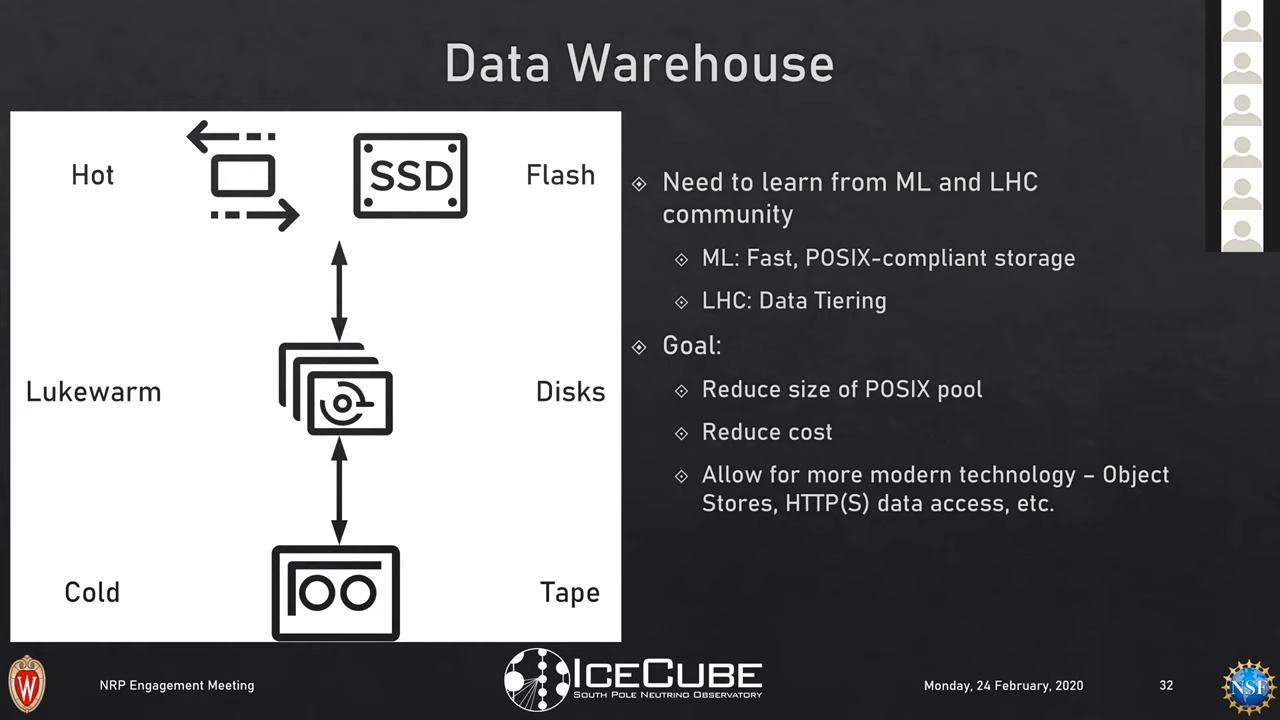 Data Warehouse
Hot
SSD
Flash
Lukewarm
Disks
Cold
Tape
Need to learn from ML and LHC
community
ML: Fast, POSIX-compliant storage
LHC: Data Tiering
Goal:
Reduce size of POSIX pool
Reduce cost
Allow for more modern technology – Object
Stores, HTTP(S) data access, etc.
W
NRP Engagement Meeting
ICECUBE
SOUTH POLE NEUTRINO OBSERVATORY
Monday, 24 February, 2020
32
NSF